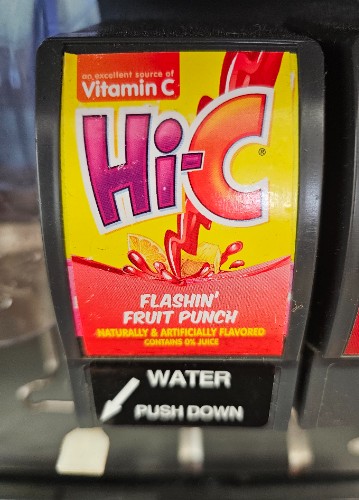 an excellent source of
Vitamin C
Hi-C®
FLASHIN'
FRUIT PUNCH
NATURALLY & ARTIFICIALLY FLAVORED
CONTAINS 0% JUICE
WATER
PUSH DOWN